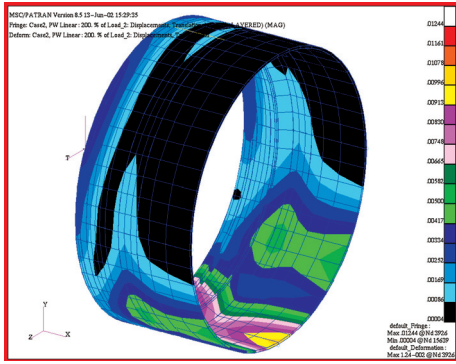 MSC/PATRAN Version 8.5 13-Jun-02 15:29:35
Fringe: Case2, PW Linear: 200. % of Load_2: Displacements, (MAG)
Deform: Case2, PW Linear: 200. % of Load_2: Displacements,
.01244
.01161
.01078
.00996
.00913
.00830
.00748
.00665
.00582
.00500
.00417
.00334
.00252
.00169
.00086
.00004
T
Y
Z
X
default_Fringe :
Max .01244 @Nd 3926
Min .00004 @Nd 15639
default_Deformation :
Max 1.24-002 @Nd 3926